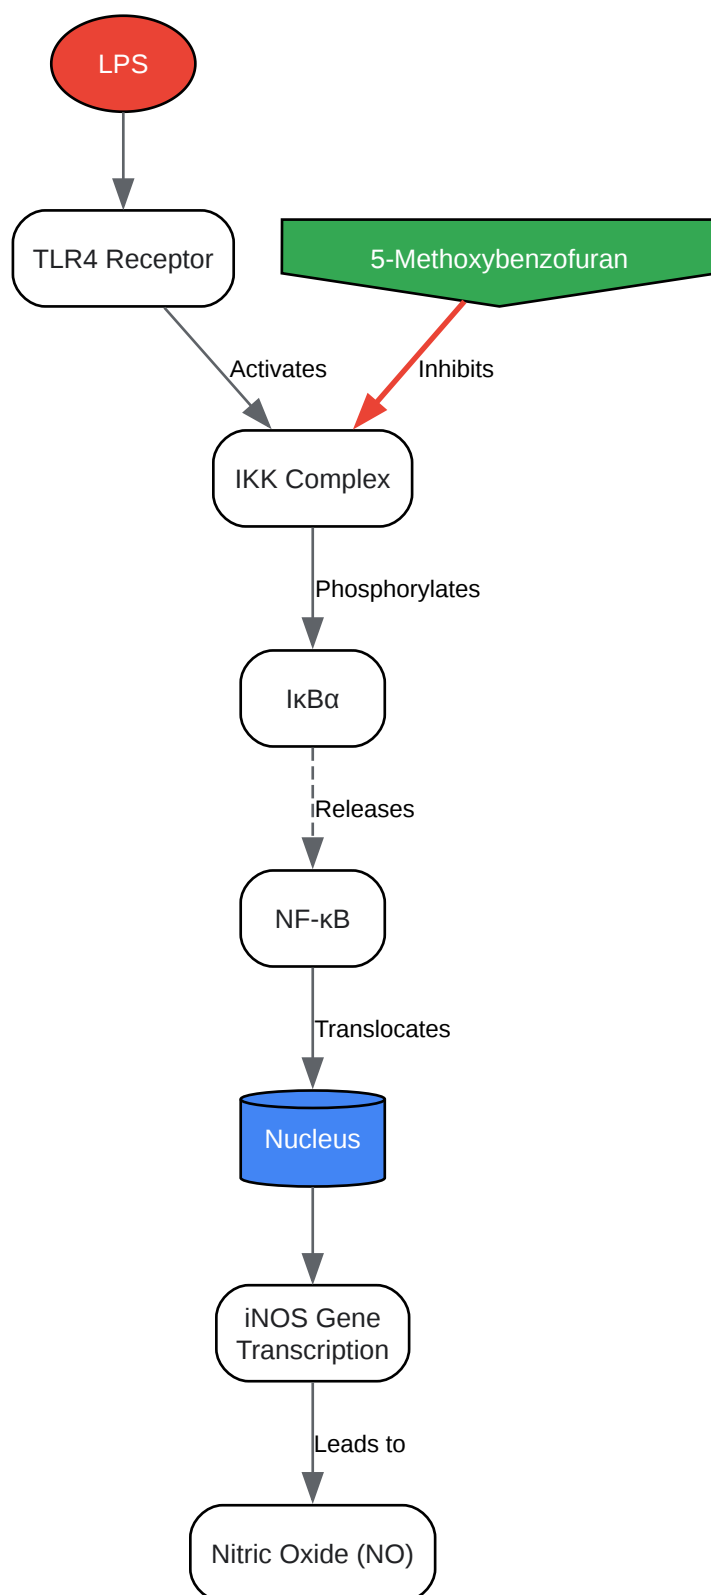 LPS
TLR4 Receptor
5-Methoxybenzofuran
Activates
Inhibits
IKK Complex
Phosphorylates
IκBα
Releases
NF-κB
Translocates
Nucleus
iNOS Gene
Transcription
Leads to
Nitric Oxide (NO)